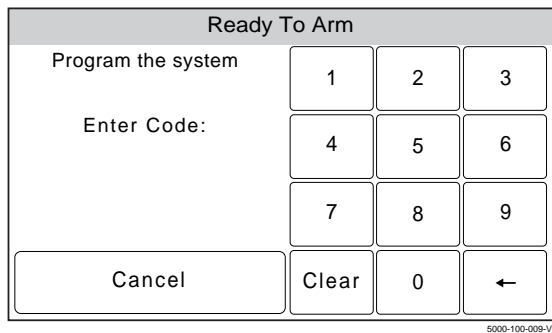 Ready To Arm
Program the system
Enter Code:
1 2 3
4 5 6
7 8 9
Cancel Clear 0 ←
5000-100-009-V